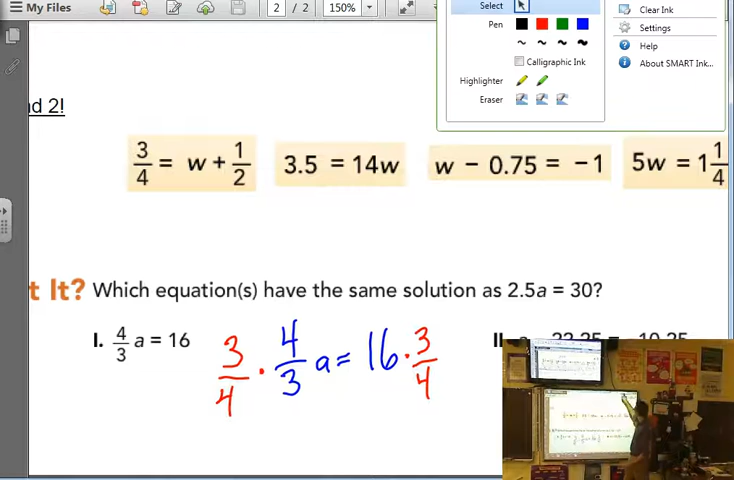 My Files 2 / 2 150%
Select Clear Ink
Pen Settings
Help
Calligraphic Ink About SMART Ink...
Highlighter
Eraser
nd 2!
3/4 = w + 1/2 3.5 = 14w w − 0.75 = −1 5w = 1 1/4
t It? Which equation(s) have the same solution as 2.5a = 30?
I. 4/3 a = 16 3/4 · 4/3 a = 16 · 3/4 II